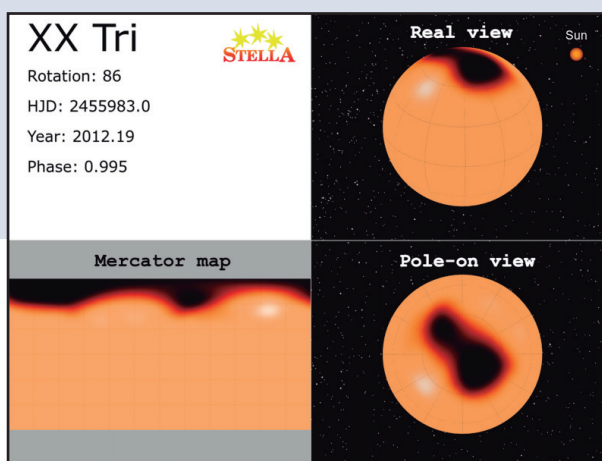 XX Tri
STELLA
Rotation: 86
HJD: 2455983.0
Year: 2012.19
Phase: 0.995
Real view
Sun
Mercator map
Pole-on view